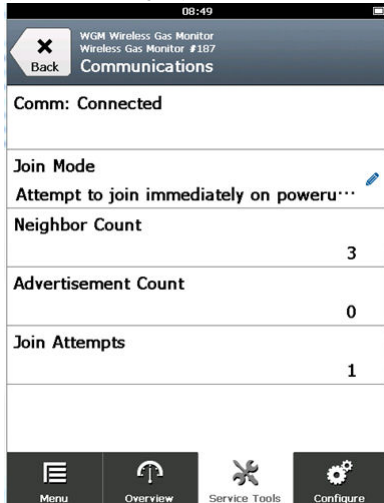 08:49
WGM Wireless Gas Monitor
Wireless Gas Monitor #187
Back
Communications
Comm: Connected
Join Mode
Attempt to join immediately on poweru···
Neighbor Count
3
Advertisement Count
0
Join Attempts
1
Menu
Overview
Service Tools
Configure